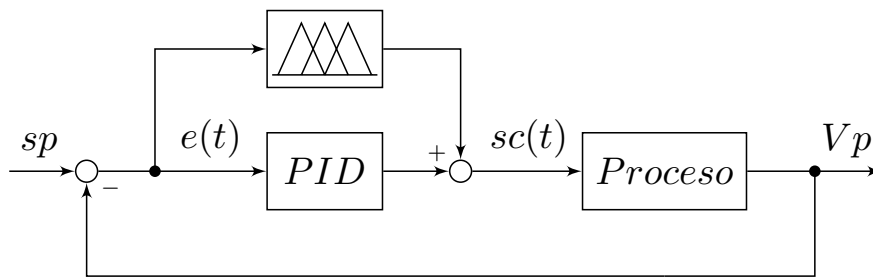 sp
e(t)
sc(t)
Vp
PID
Proceso
+
−